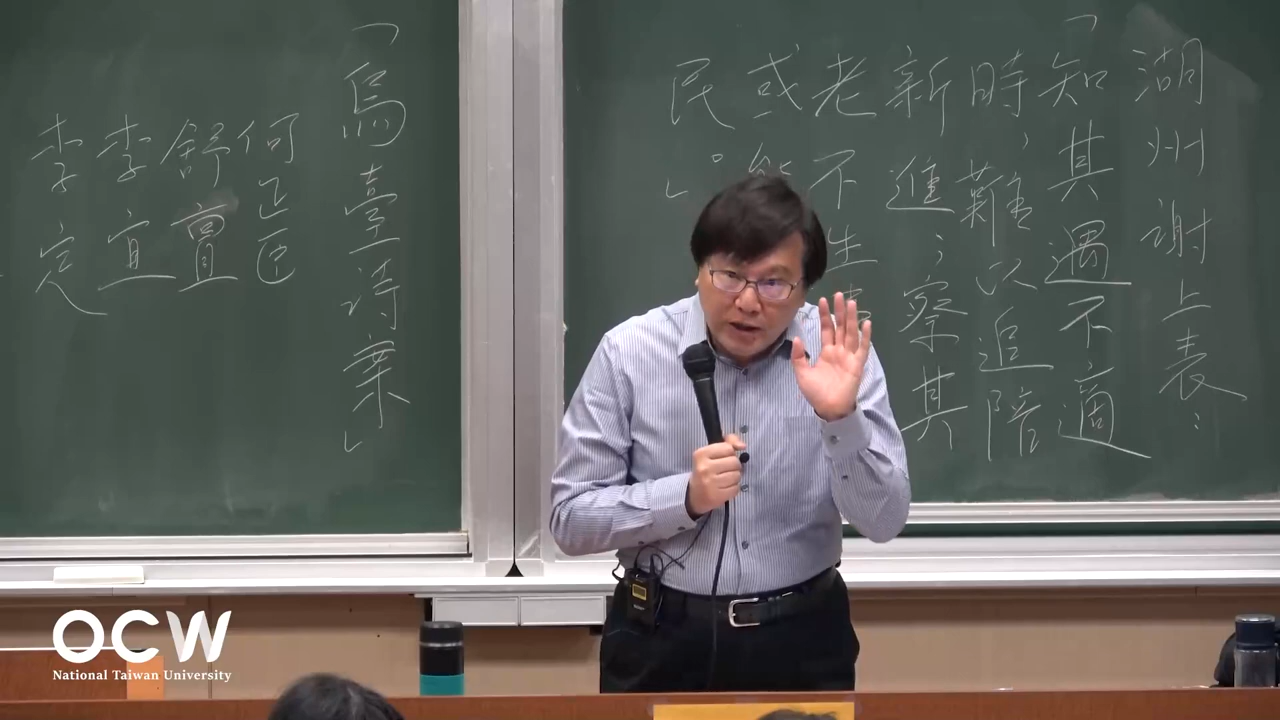 湖州謝上表：
「知其遇不適
時，難以追陪
新進；察其
老不生事
或能
民。」
「烏臺詩案」
何正臣
舒亶
李宜
李定
OCW
National Taiwan University